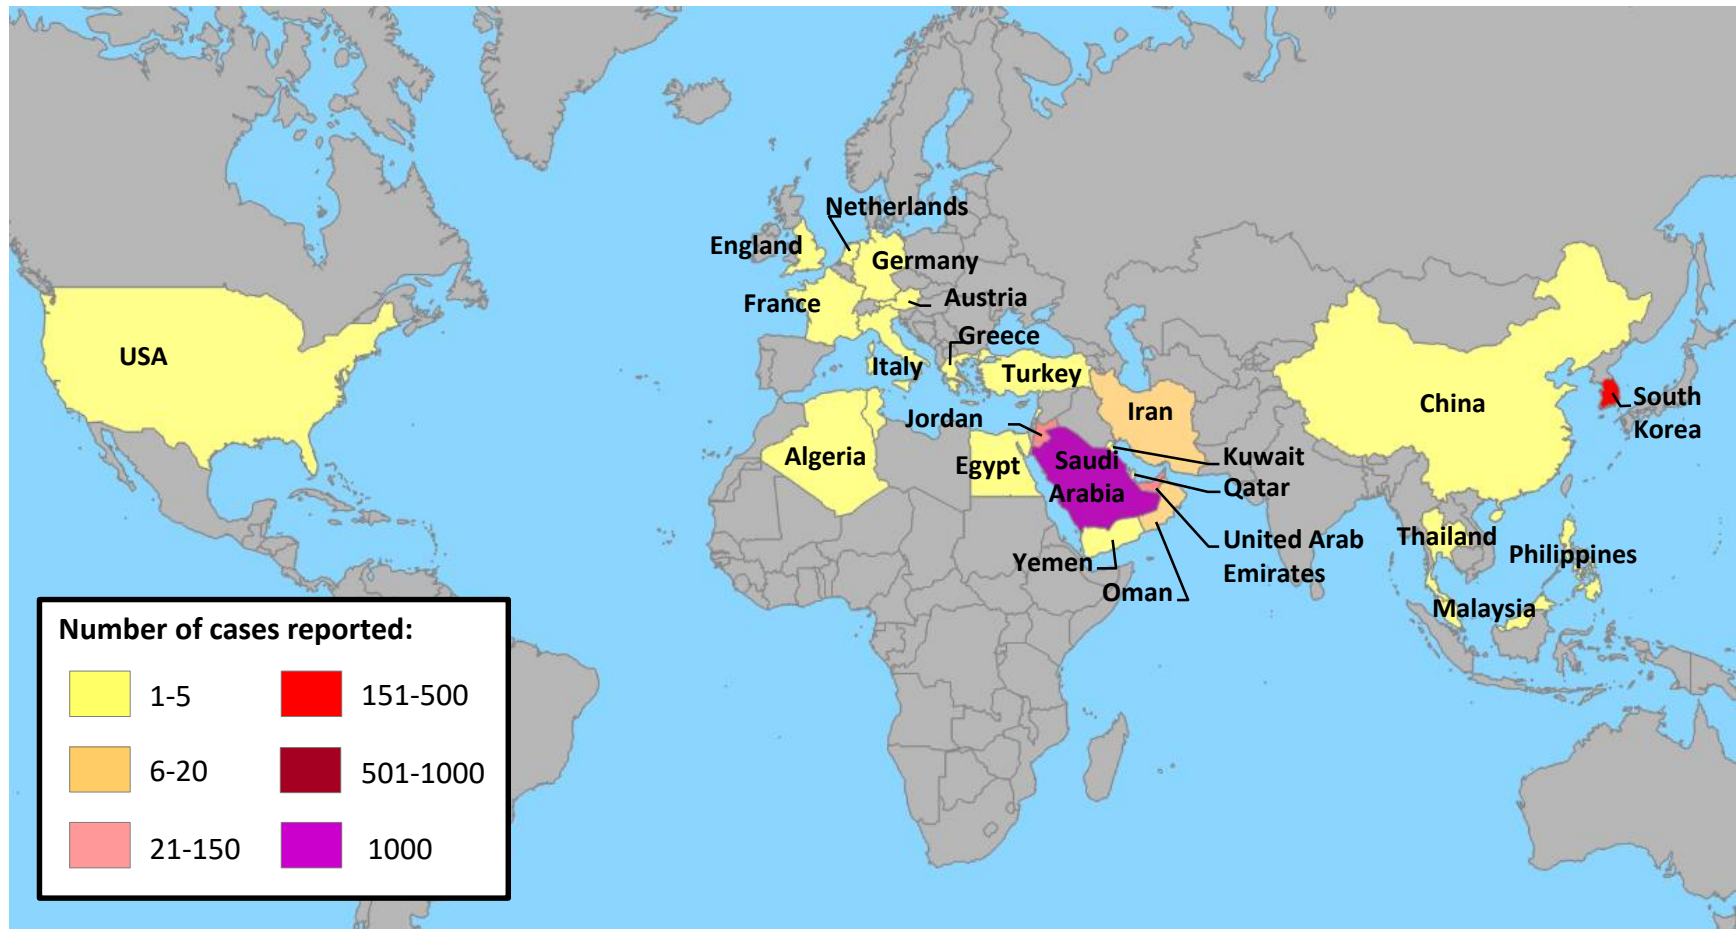 Netherlands
England
Germany
France
Austria
Greece
USA
Italy
Turkey
Iran
China
South
Korea
Jordan
Algeria
Egypt
Saudi
Arabia
Kuwait
Qatar
United Arab
Emirates
Yemen
Oman
Thailand
Philippines
Malaysia
Number of cases reported:
1-5
151-500
6-20
501-1000
21-150
1000